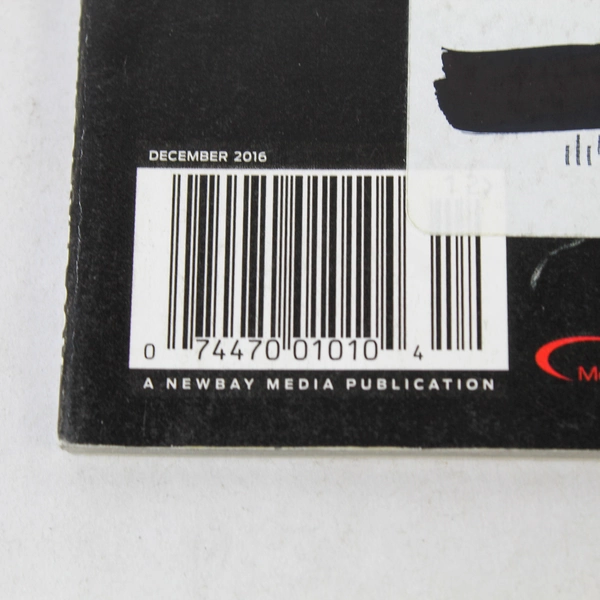 DECEMBER 2016
0 74470 01010 4
A NEWBAY MEDIA PUBLICATION